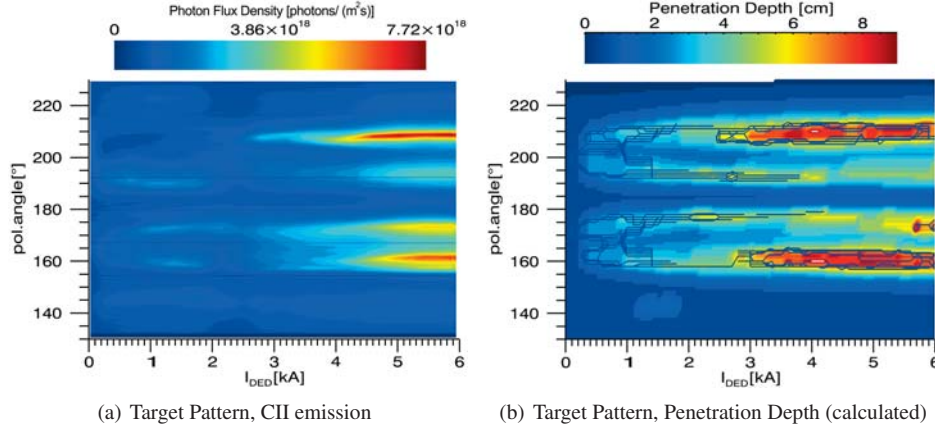 Photon Flux Density [photons/ (m²s)]
0 3.86×10¹⁸ 7.72×10¹⁸
pol.angle[°]
220
200
180
160
140
0 1 2 3 4 5 6
I_DED[kA]
(a) Target Pattern, CII emission
Penetration Depth [cm]
0 2 4 6 8
pol.angle[°]
220
200
180
160
140
0 1 2 3 4 5 6
I_DED[kA]
(b) Target Pattern, Penetration Depth (calculated)